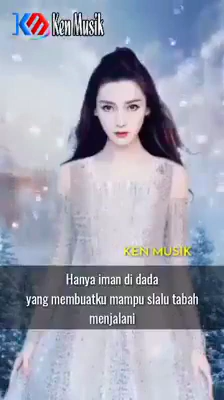 Ken Musik
KEN MUSIK
Hanya iman di dada
yang membuatku mampu slalu tabah
menjalani